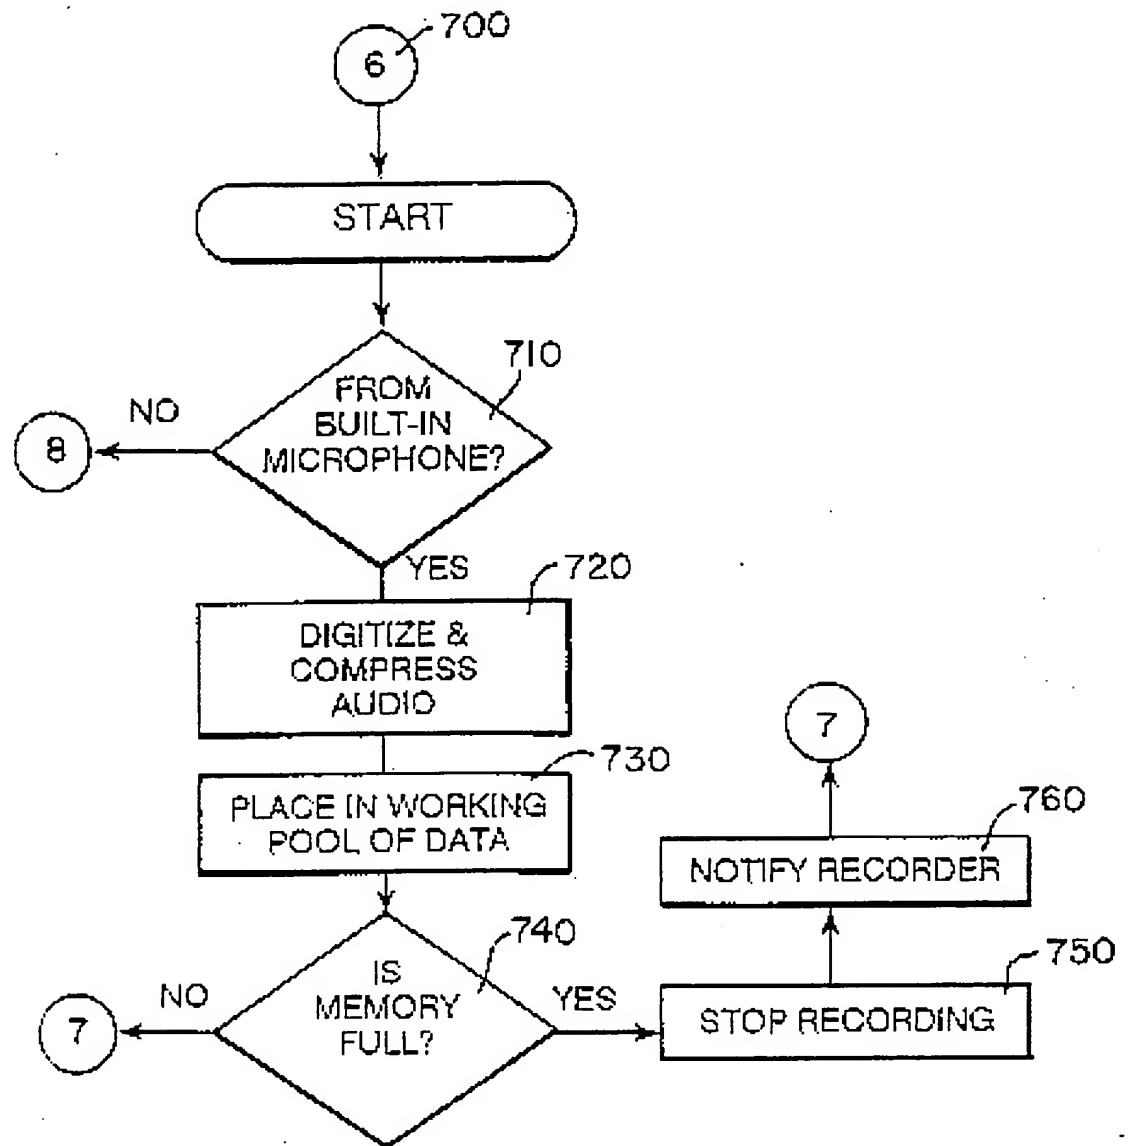 700
6
START
710
FROM
BUILT-IN
MICROPHONE?
NO
8
YES
720
DIGITIZE &
COMPRESS
AUDIO
730
PLACE IN WORKING
POOL OF DATA
740
IS
MEMORY
FULL?
NO
7
YES
750
STOP RECORDING
760
NOTIFY RECORDER
7